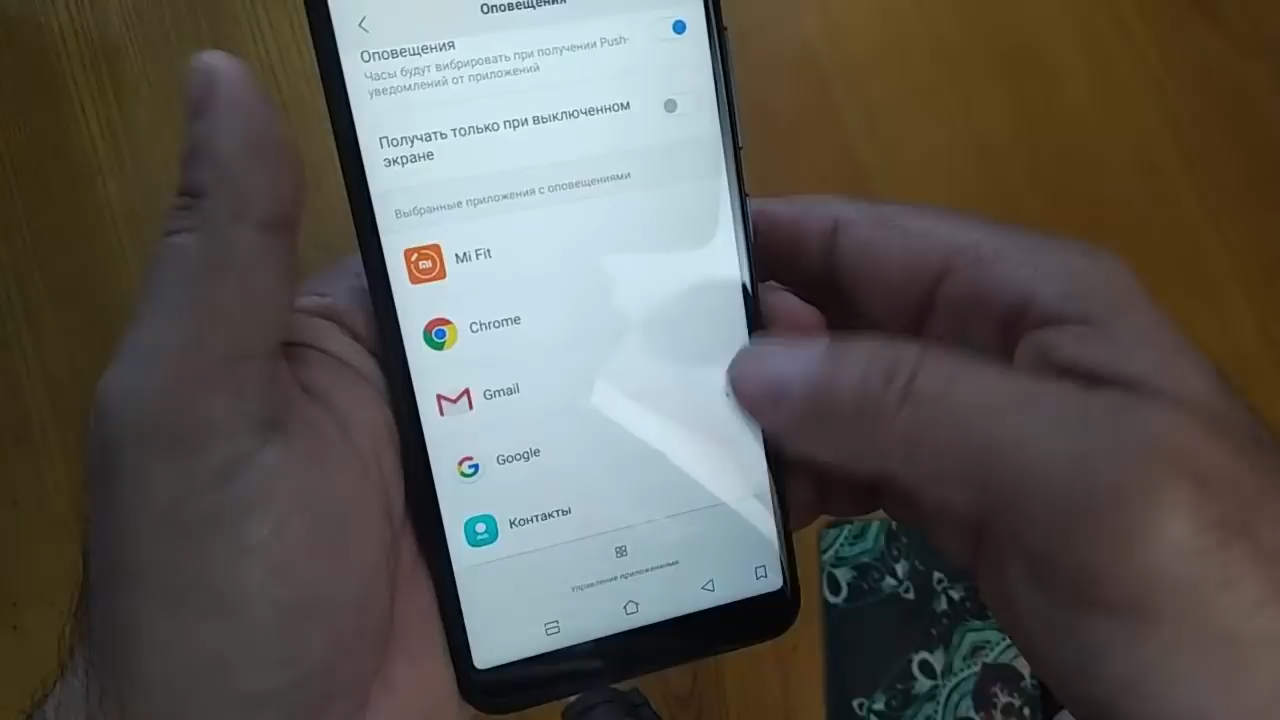 Оповещения
Оповещения
Часы будут вибрировать при получении Push-
уведомлений от приложений
Получать только при выключенном
экране
Выбранные приложения с оповещениями
Mi Fit
Chrome
Gmail
Google
Контакты
Управление приложениями